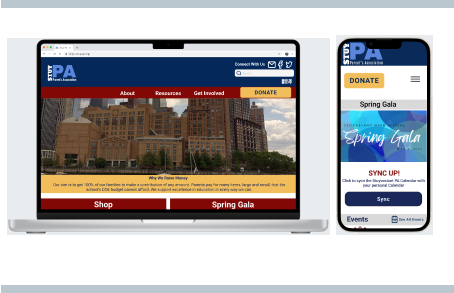 Connect With Us
STUY PA
Parent's Association
About Resources Get Involved DONATE
Why We Raise Money
Our aim is to get 100% of our families to make a contribution of any amount. Parents pay for many items, large and small, that the
school's DOE budget cannot afford. We support excellence in education in every way we can.
Shop Spring Gala
STUY PA
Parent's Association
DONATE
Spring Gala
Spring Gala
SYNC UP!
Click to sync the Stuyvesant PA Calendar with
your personal Calendar
Sync
Events See All Events